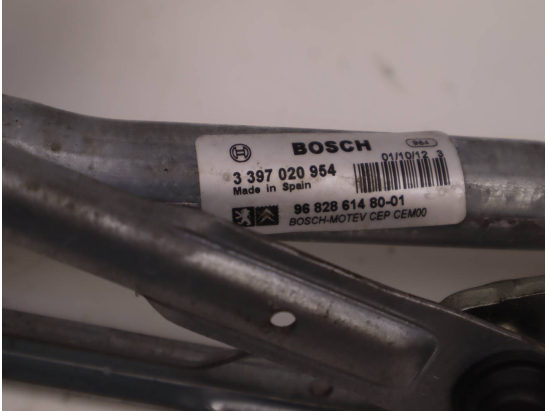 BOSCH 984
3 397 020 954 01/10/12 3
Made in Spain
96 828 614 80-01
BOSCH-MOTEV CEP CEM00